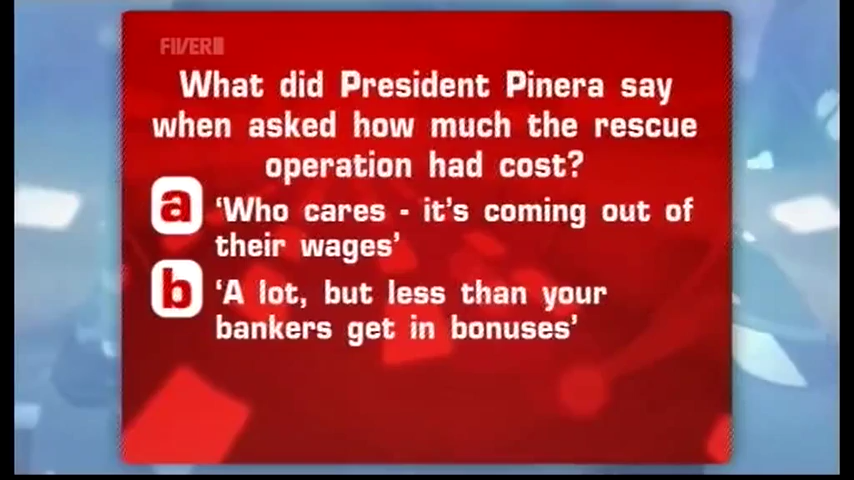 FIVER
What did President Pinera say
when asked how much the rescue
operation had cost?
a 'Who cares - it's coming out of
their wages'
b 'A lot, but less than your
bankers get in bonuses'